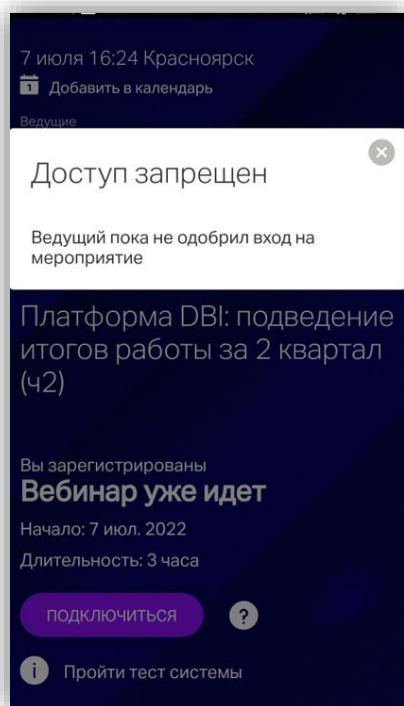 7 июля 16:24 Красноярск
1 Добавить в календарь
Ведущие
Доступ запрещен
Ведущий пока не одобрил вход на
мероприятие
Платформа DBI: подведение
итогов работы за 2 квартал
(ч2)
Вы зарегистрированы
Вебинар уже идет
Начало: 7 июл. 2022
Длительность: 3 часа
ПОДКЛЮЧИТЬСЯ ?
i Пройти тест системы